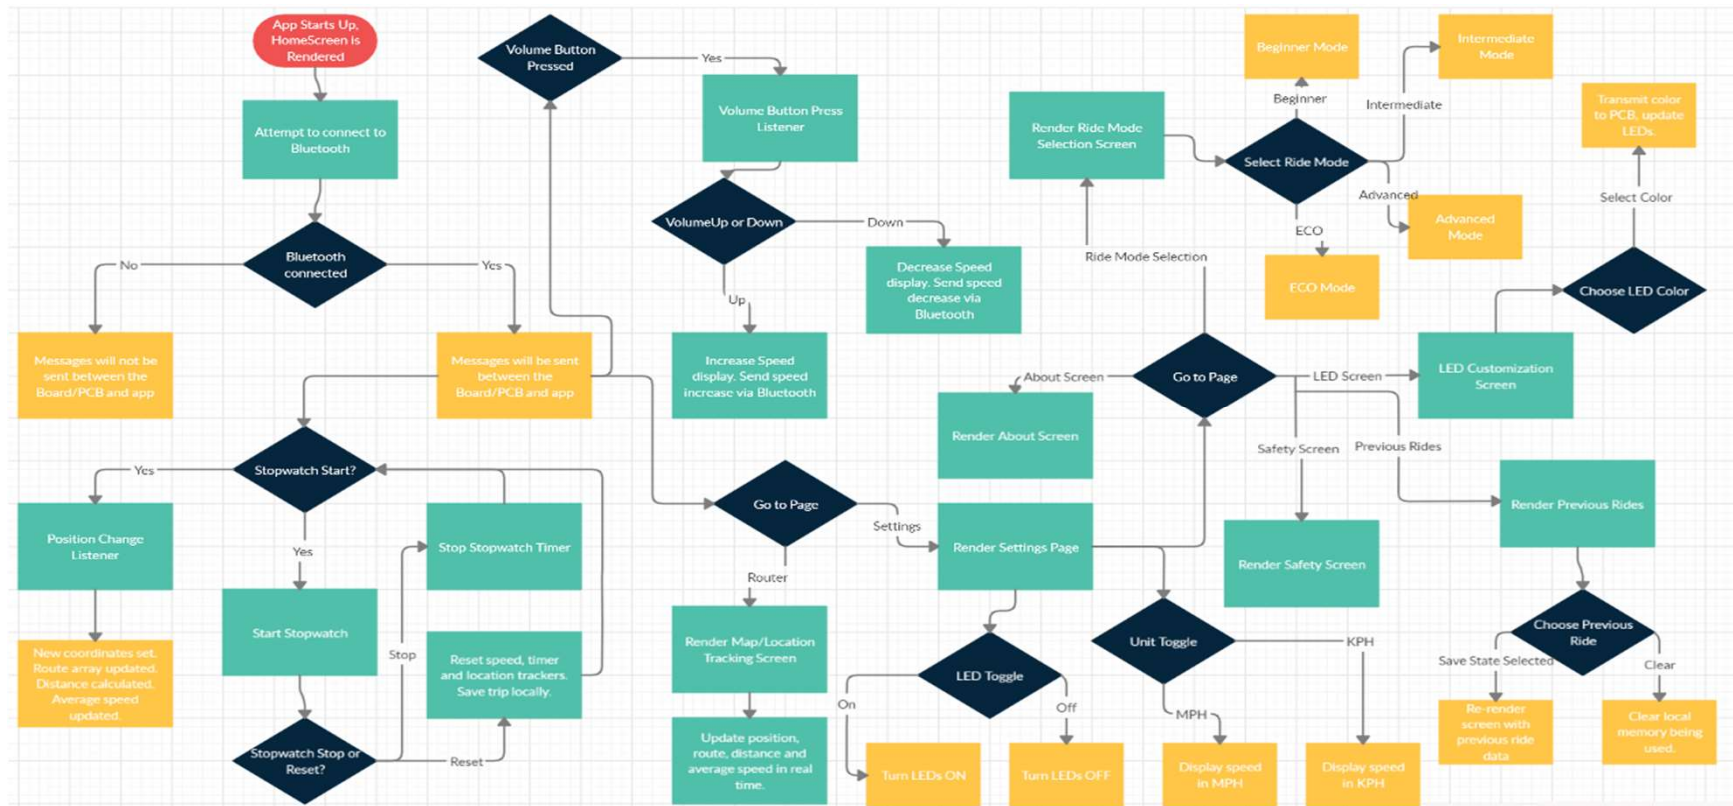 App Starts Up,
HomeScreen is
Rendered
Attempt to connect to
Bluetooth
Bluetooth
connected
No
Yes
Messages will not be
sent between the
Board/PCB and app
Messages will be sent
between the
Board/PCB and app
Stopwatch Start?
Yes
Yes
Position Change
Listener
New coordinates set.
Route array updated.
Distance calculated.
Average speed
updated.
Start Stopwatch
Stopwatch Stop or
Reset?
Stop
Reset
Stop Stopwatch Timer
Reset speed, timer
and location trackers.
Save trip locally.
Volume Button
Pressed
Yes
Volume Button Press
Listener
VolumeUp or Down
Down
Up
Decrease Speed
display. Send speed
decrease via
Bluetooth
Increase Speed
display. Send speed
increase via Bluetooth
Go to Page
Settings
Router
Render Map/Location
Tracking Screen
Update position,
route, distance and
average speed in real
time.
Render Settings Page
LED Toggle
On
Off
Turn LEDs ON
Turn LEDs OFF
Unit Toggle
MPH
KPH
Display speed
in MPH
Display speed
in KPH
Go to Page
About Screen
Render About Screen
Ride Mode Selection
Render Ride Mode
Selection Screen
Select Ride Mode
Beginner
Beginner Mode
Intermediate
Intermediate
Mode
Advanced
Advanced
Mode
ECO
ECO Mode
LED Screen
LED Customization
Screen
Choose LED Color
Select Color
Transmit color
to PCB, update
LEDs.
Safety Screen
Render Safety Screen
Previous Rides
Render Previous Rides
Choose Previous
Ride
Save State Selected
Clear
Re-render
screen with
previous ride
data
Clear local
memory being
used.